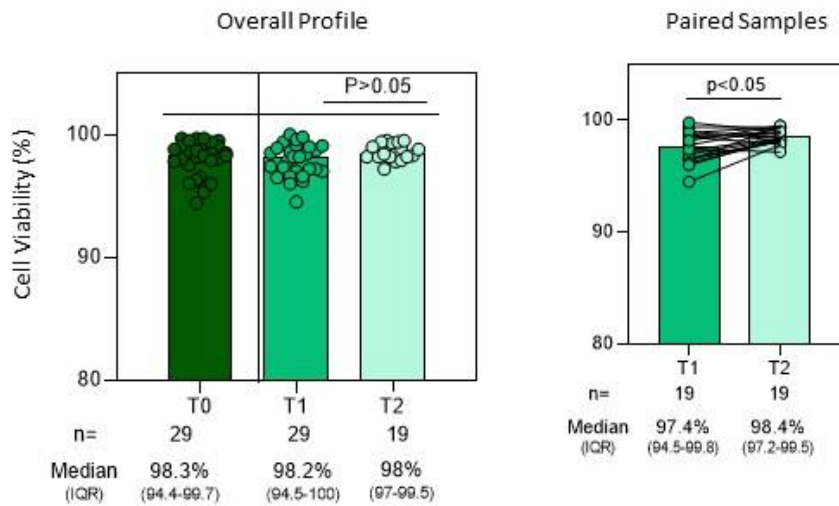 Overall Profile
Cell Viability (%)
100
90
80
P>0.05
T0 T1 T2
n= 29 29 19
Median 98.3% 98.2% 98%
(IQR) (94.4-99.7) (94.5-100) (97-99.5)
Paired Samples
100
90
80
p<0.05
T1 T2
n= 19 19
Median 97.4% 98.4%
(IQR) (94.5-99.8) (97.2-99.5)